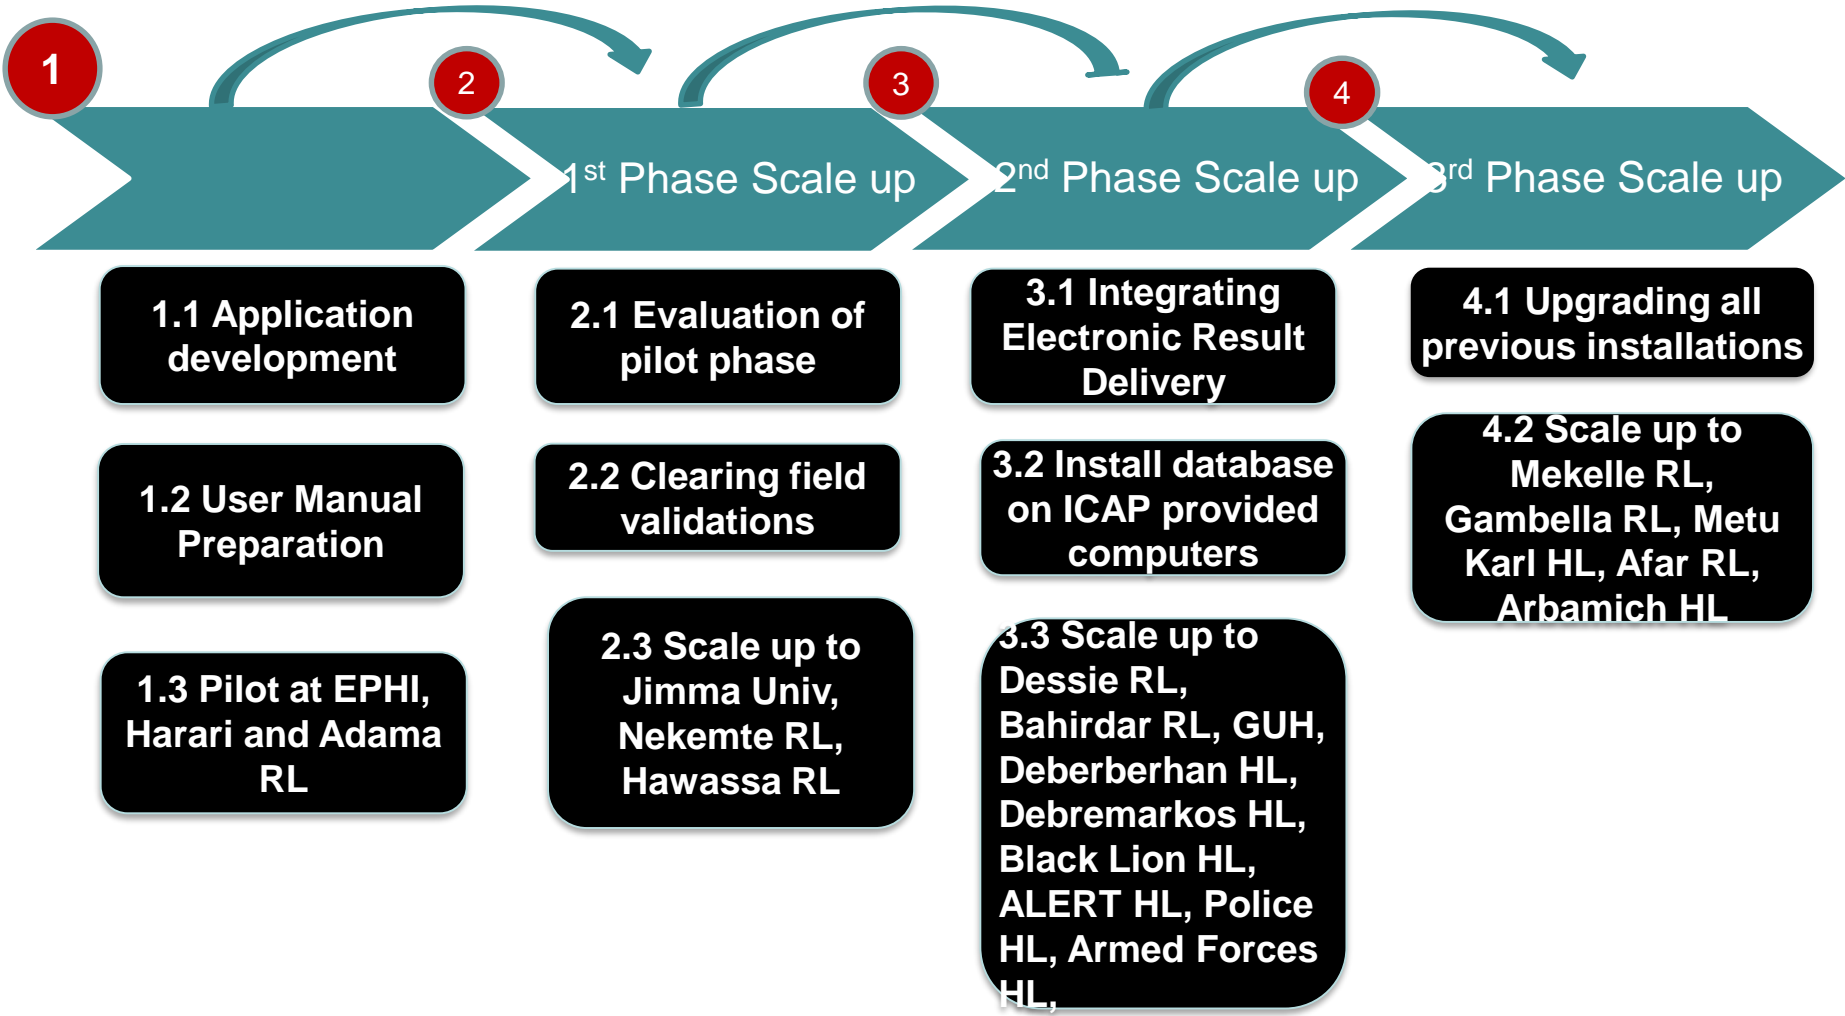 1
2
3
4
1st Phase Scale up
2nd Phase Scale up
3rd Phase Scale up
1.1 Application
development
1.2 User Manual
Preparation
1.3 Pilot at EPHI,
Harari and Adama
RL
2.1 Evaluation of
pilot phase
2.2 Clearing field
validations
2.3 Scale up to
Jimma Univ,
Nekemte RL,
Hawassa RL
3.1 Integrating
Electronic Result
Delivery
3.2 Install database
on ICAP provided
computers
3.3 Scale up to
Dessie RL,
Bahirdar RL, GUH,
Deberberhan HL,
Debremarkos HL,
Black Lion HL,
ALERT HL, Police
HL, Armed Forces
HL,
4.1 Upgrading all
previous installations
4.2 Scale up to
Mekelle RL,
Gambella RL, Metu
Karl HL, Afar RL,
Arbamich HL